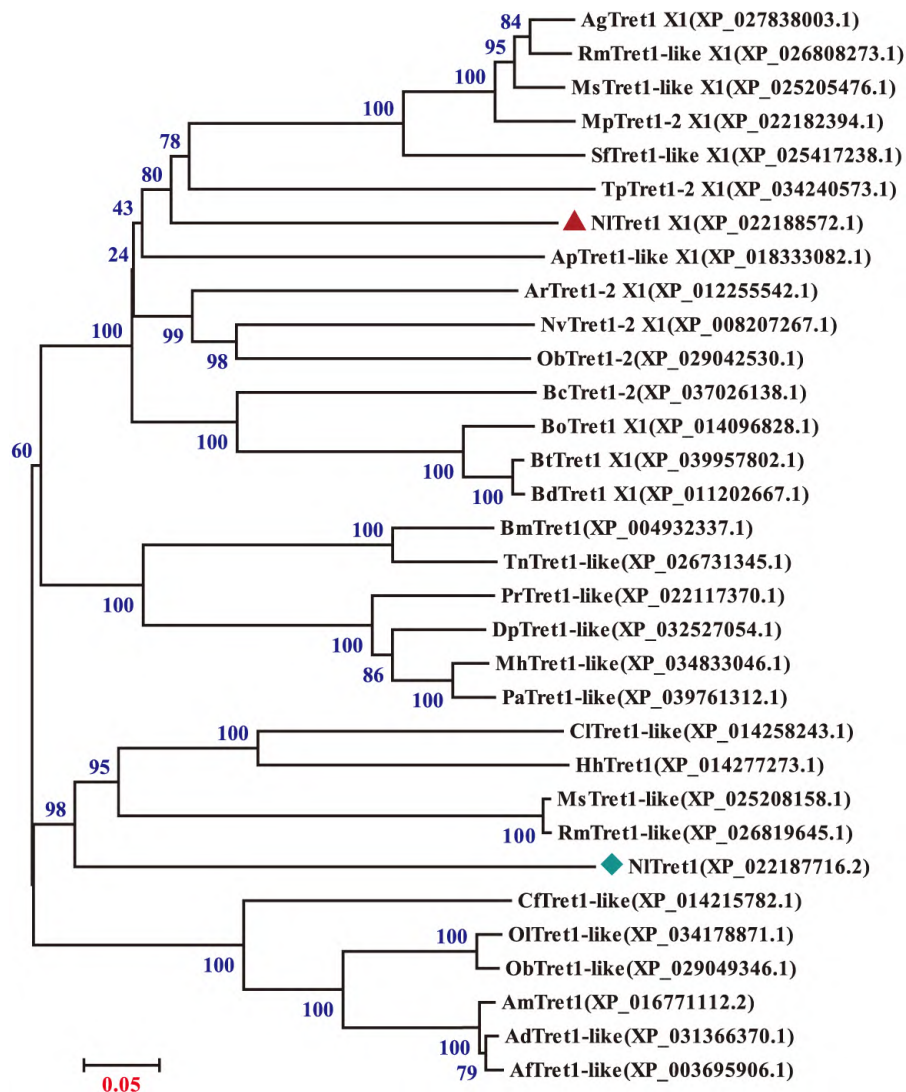 84 AgTret1 X1(XP_027838003.1)
95 RmTret1-like X1(XP_026808273.1)
100 MsTret1-like X1(XP_025205476.1)
100 MpTret1-2 X1(XP_022182394.1)
78 SfTret1-like X1(XP_025417238.1)
80 TpTret1-2 X1(XP_034240573.1)
43 NlTret1 X1(XP_022188572.1)
24 ApTret1-like X1(XP_018333082.1)
ArTret1-2 X1(XP_012255542.1)
100 99 NvTret1-2 X1(XP_008207267.1)
98 ObTret1-2(XP_029042530.1)
BcTret1-2(XP_037026138.1)
60 100 BoTret1 X1(XP_014096828.1)
100 BtTret1 X1(XP_039957802.1)
100 BdTret1 X1(XP_011202667.1)
100 BmTret1(XP_004932337.1)
TnTret1-like(XP_026731345.1)
100 PrTret1-like(XP_022117370.1)
100 DpTret1-like(XP_032527054.1)
86 MhTret1-like(XP_034833046.1)
100 PaTret1-like(XP_039761312.1)
100 ClTret1-like(XP_014258243.1)
95 HhTret1(XP_014277273.1)
98 MsTret1-like(XP_025208158.1)
100 RmTret1-like(XP_026819645.1)
NlTret1(XP_022187716.2)
CfTret1-like(XP_014215782.1)
100 OlTret1-like(XP_034178871.1)
100 ObTret1-like(XP_029049346.1)
100 AmTret1(XP_016771112.2)
100 AdTret1-like(XP_031366370.1)
79 AfTret1-like(XP_003695906.1)
0.05